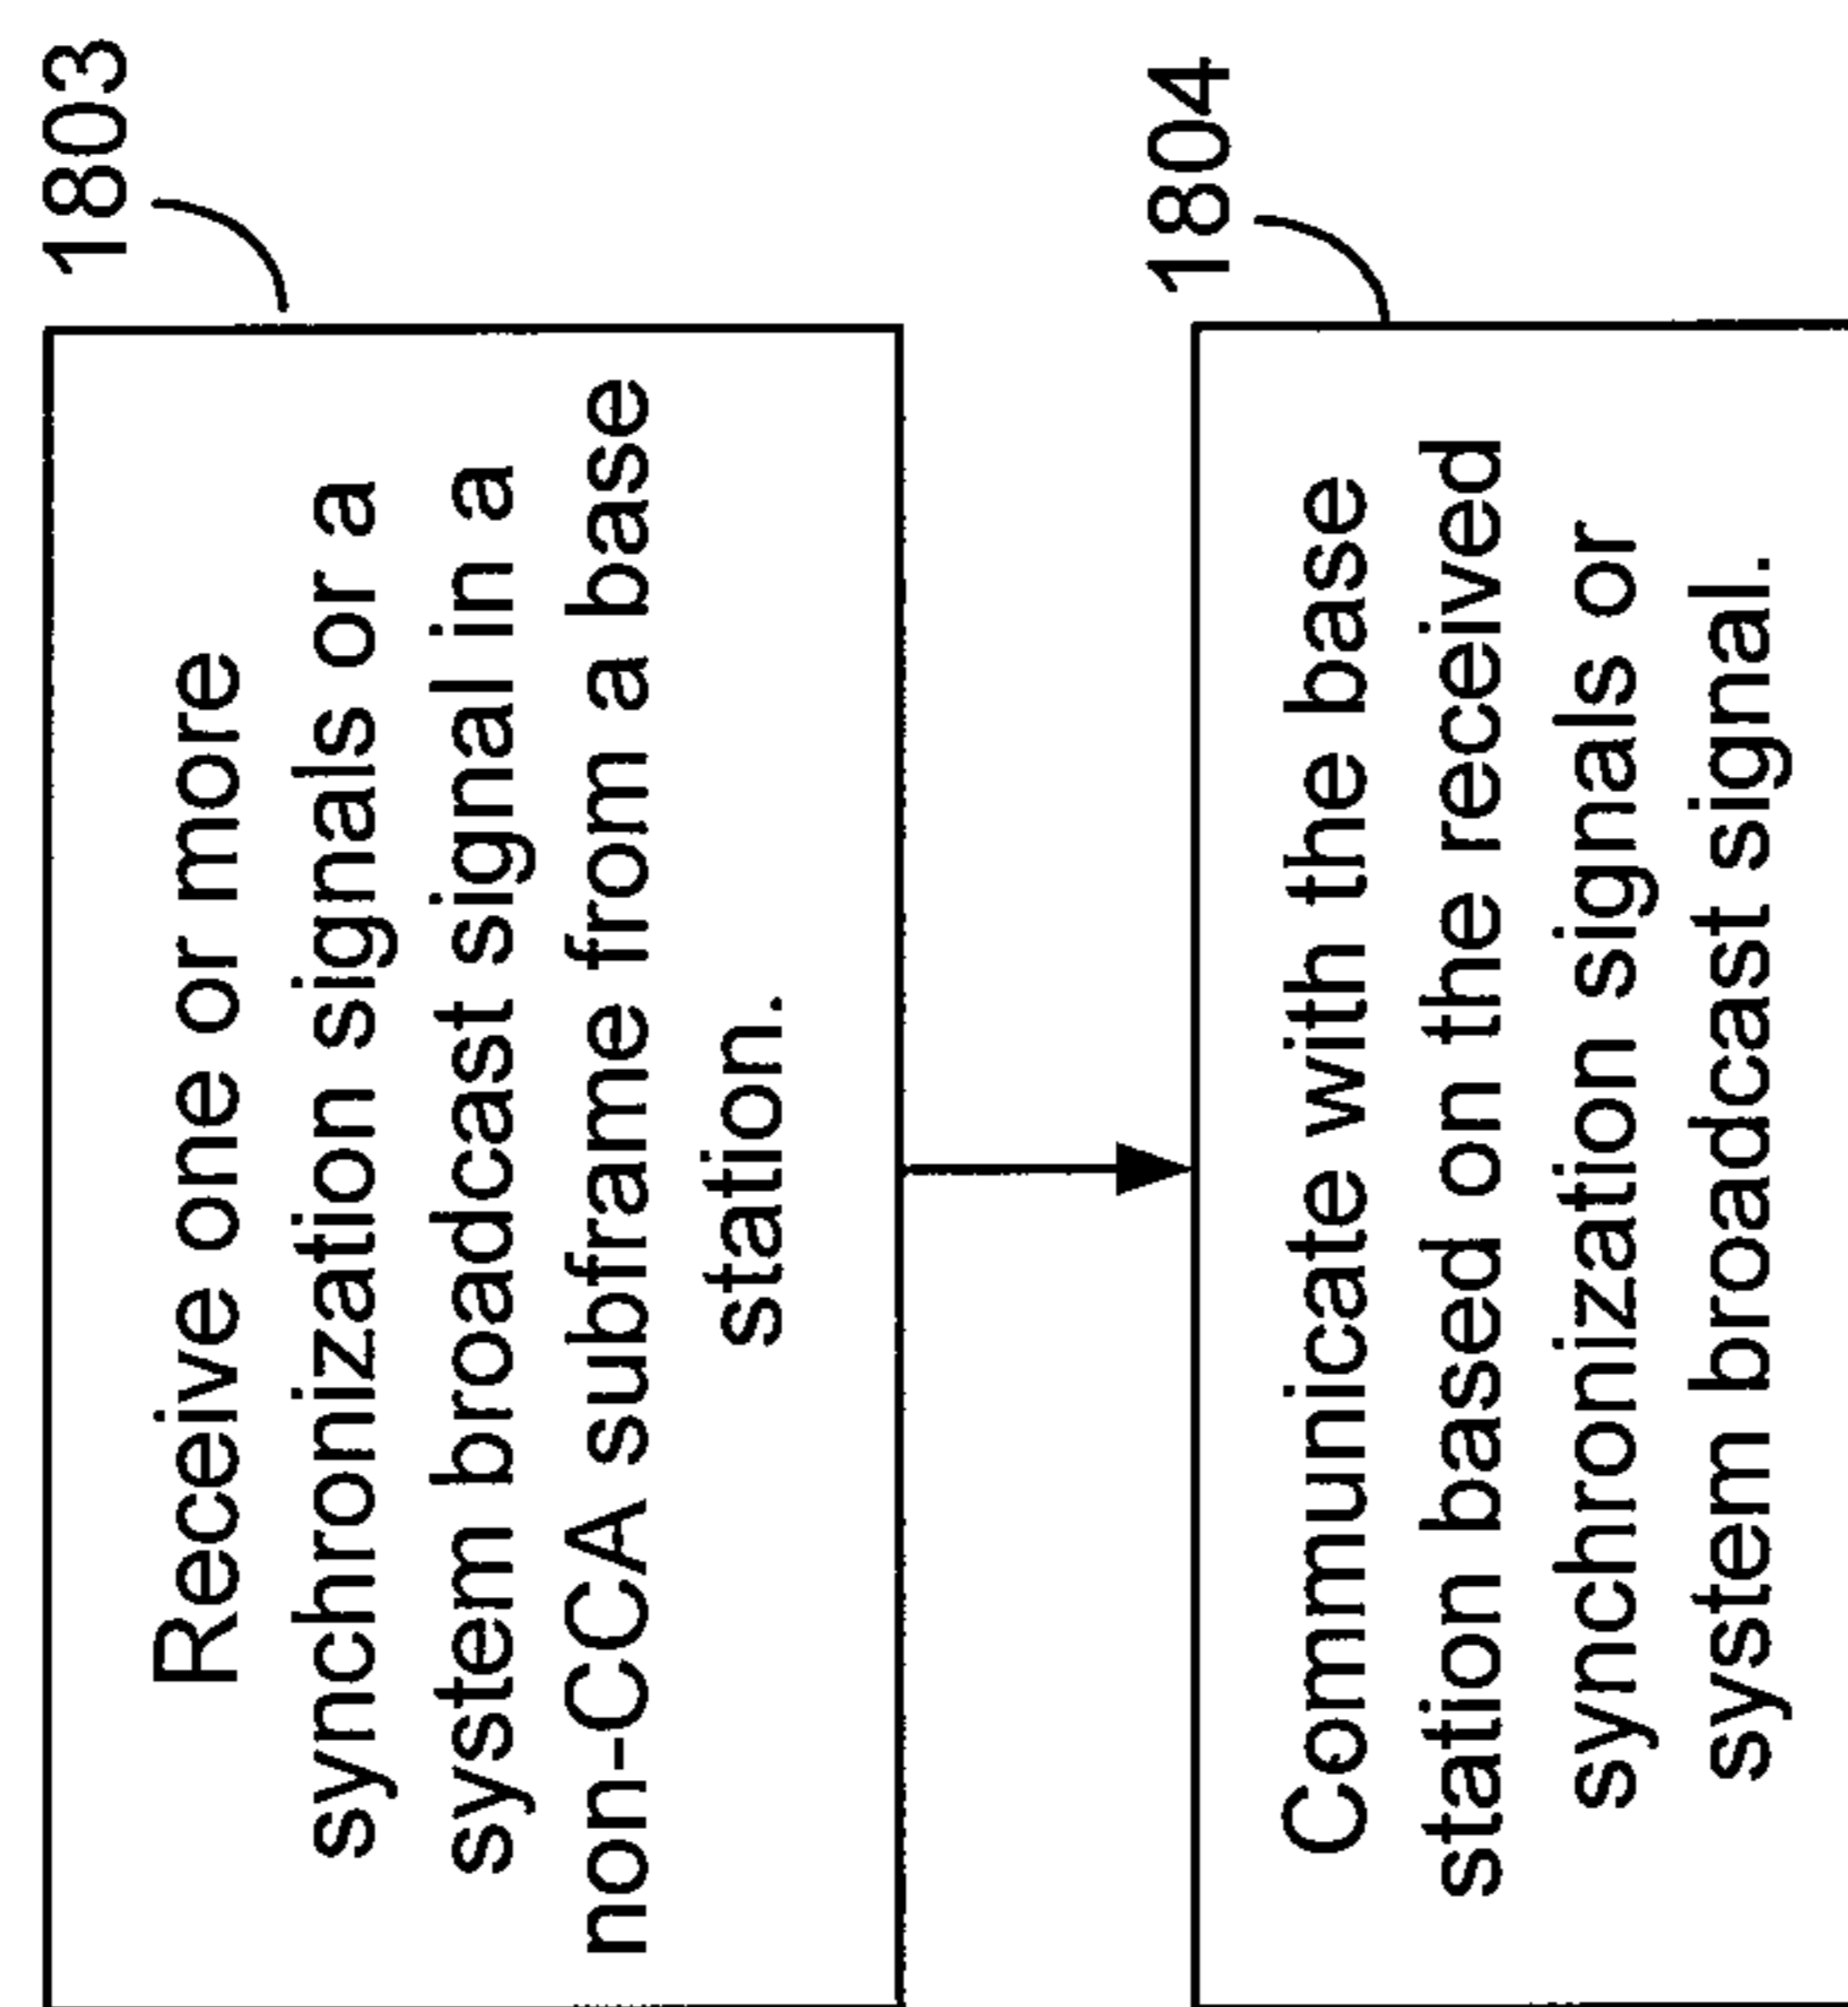 1803
Receive one or more
synchronization signals or a
system broadcast signal in a
non-CCA subframe from a base
station.
1804
Communicate with the base
station based on the received
synchronization signals or
system broadcast signal.